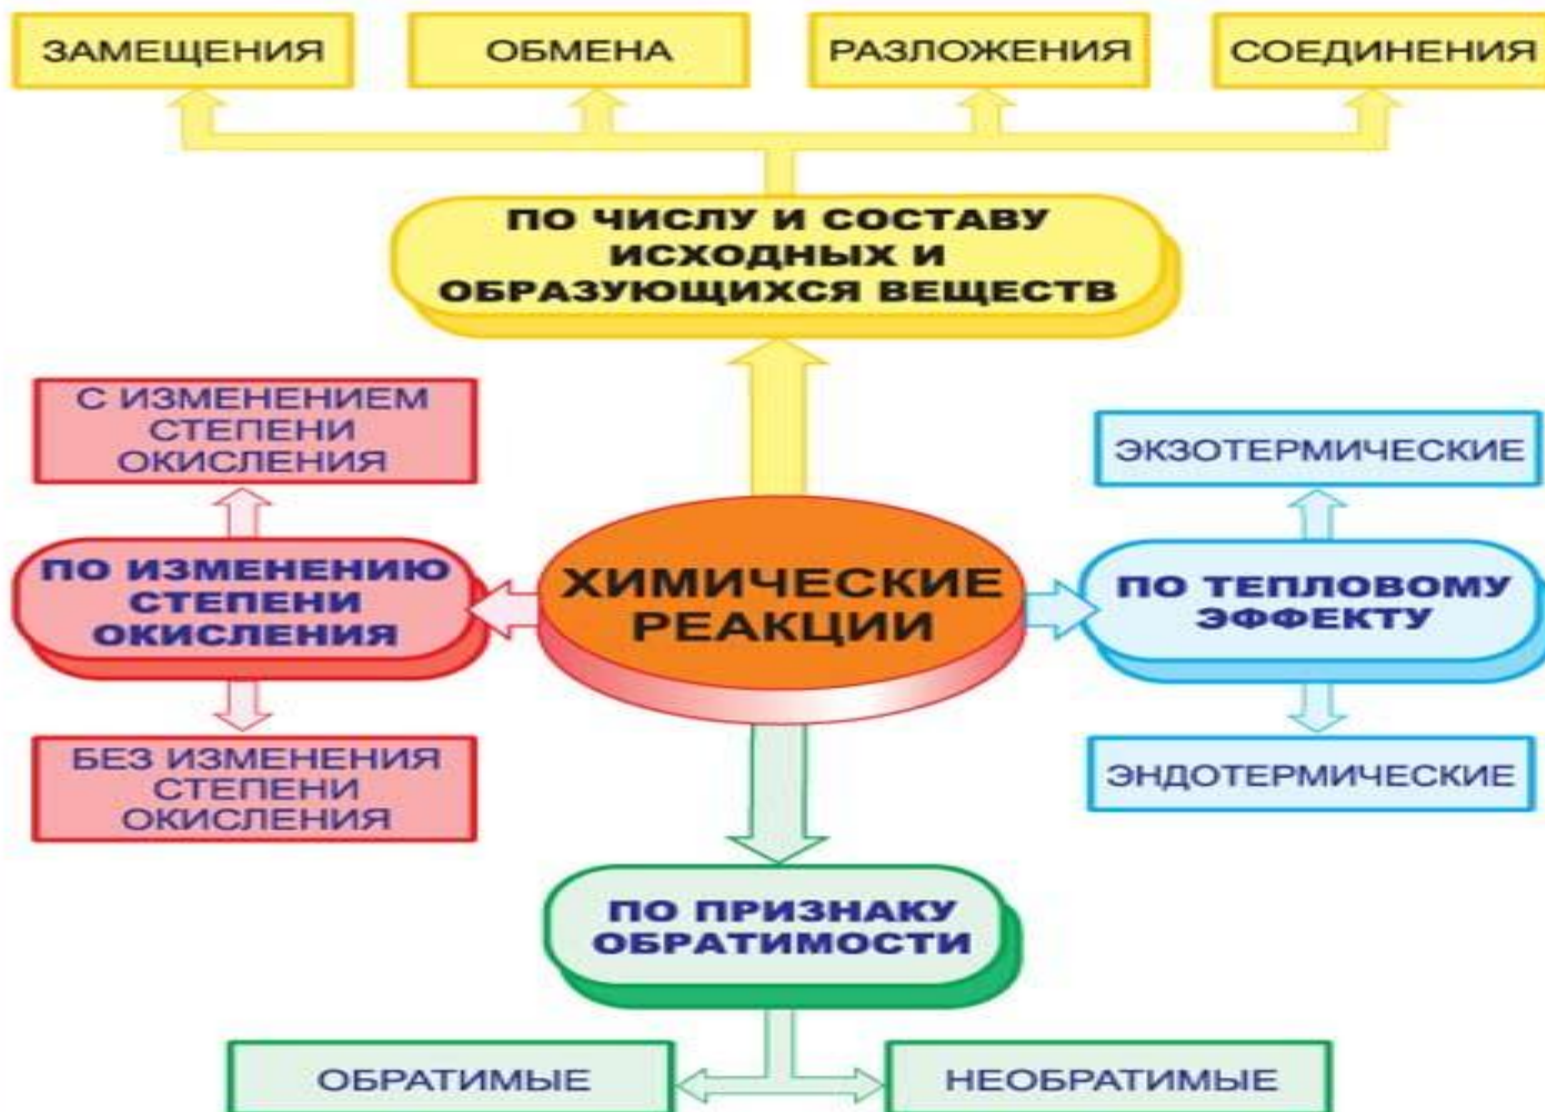 ЗАМЕЩЕНИЯ
ОБМЕНА
РАЗЛОЖЕНИЯ
СОЕДИНЕНИЯ
ПО ЧИСЛУ И СОСТАВУ
ИСХОДНЫХ И
ОБРАЗУЮЩИХСЯ ВЕЩЕСТВ
С ИЗМЕНЕНИЕМ
СТЕПЕНИ
ОКИСЛЕНИЯ
ЭКЗОТЕРМИЧЕСКИЕ
ПО ИЗМЕНЕНИЮ
СТЕПЕНИ
ОКИСЛЕНИЯ
ХИМИЧЕСКИЕ
РЕАКЦИИ
ПО ТЕПЛОВОМУ
ЭФФЕКТУ
БЕЗ ИЗМЕНЕНИЯ
СТЕПЕНИ
ОКИСЛЕНИЯ
ЭНДОТЕРМИЧЕСКИЕ
ПО ПРИЗНАКУ
ОБРАТИМОСТИ
ОБРАТИМЫЕ
НЕОБРАТИМЫЕ